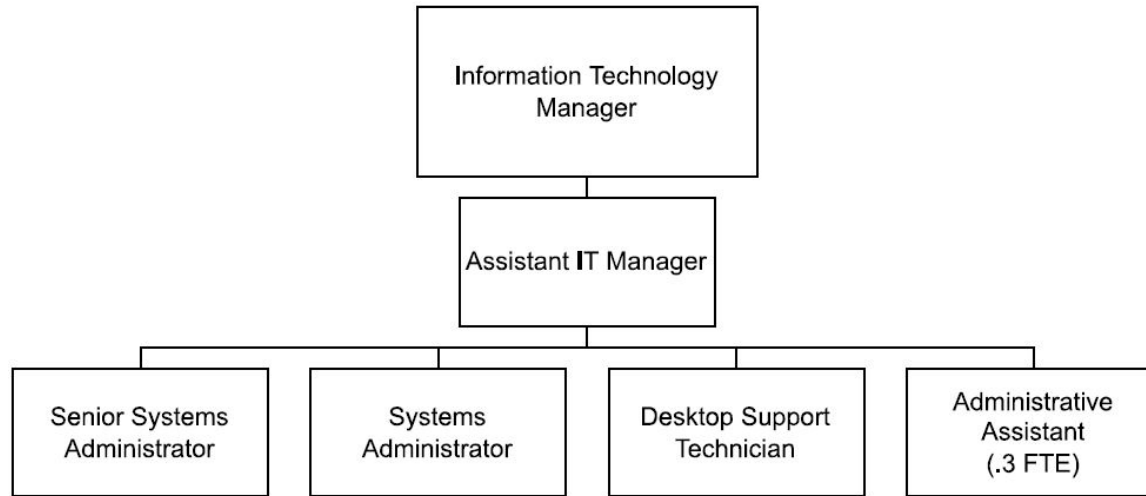 Information Technology
Manager
Assistant IT Manager
Senior Systems
Administrator
Systems
Administrator
Desktop Support
Technician
Administrative
Assistant
(.3 FTE)